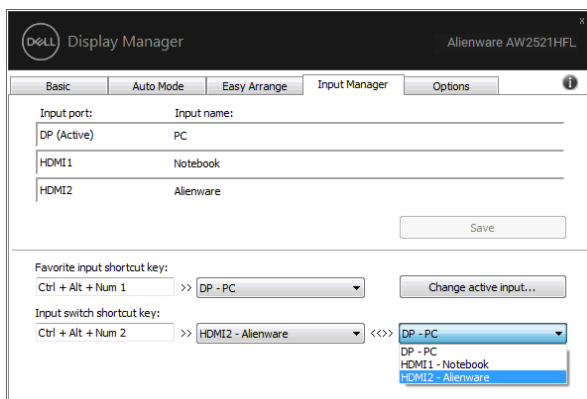 x
DELL Display Manager Alienware AW2521HFL
Basic Auto Mode Easy Arrange Input Manager Options i
Input port: Input name:
DP (Active) PC
HDMI1 Notebook
HDMI2 Alienware
Save
Favorite input shortcut key:
Ctrl + Alt + Num 1 >> DP - PC Change active input...
Input switch shortcut key:
Ctrl + Alt + Num 2 >> HDMI2 - Alienware <<>> DP - PC
DP - PC
HDMI1 - Notebook
HDMI2 - Alienware